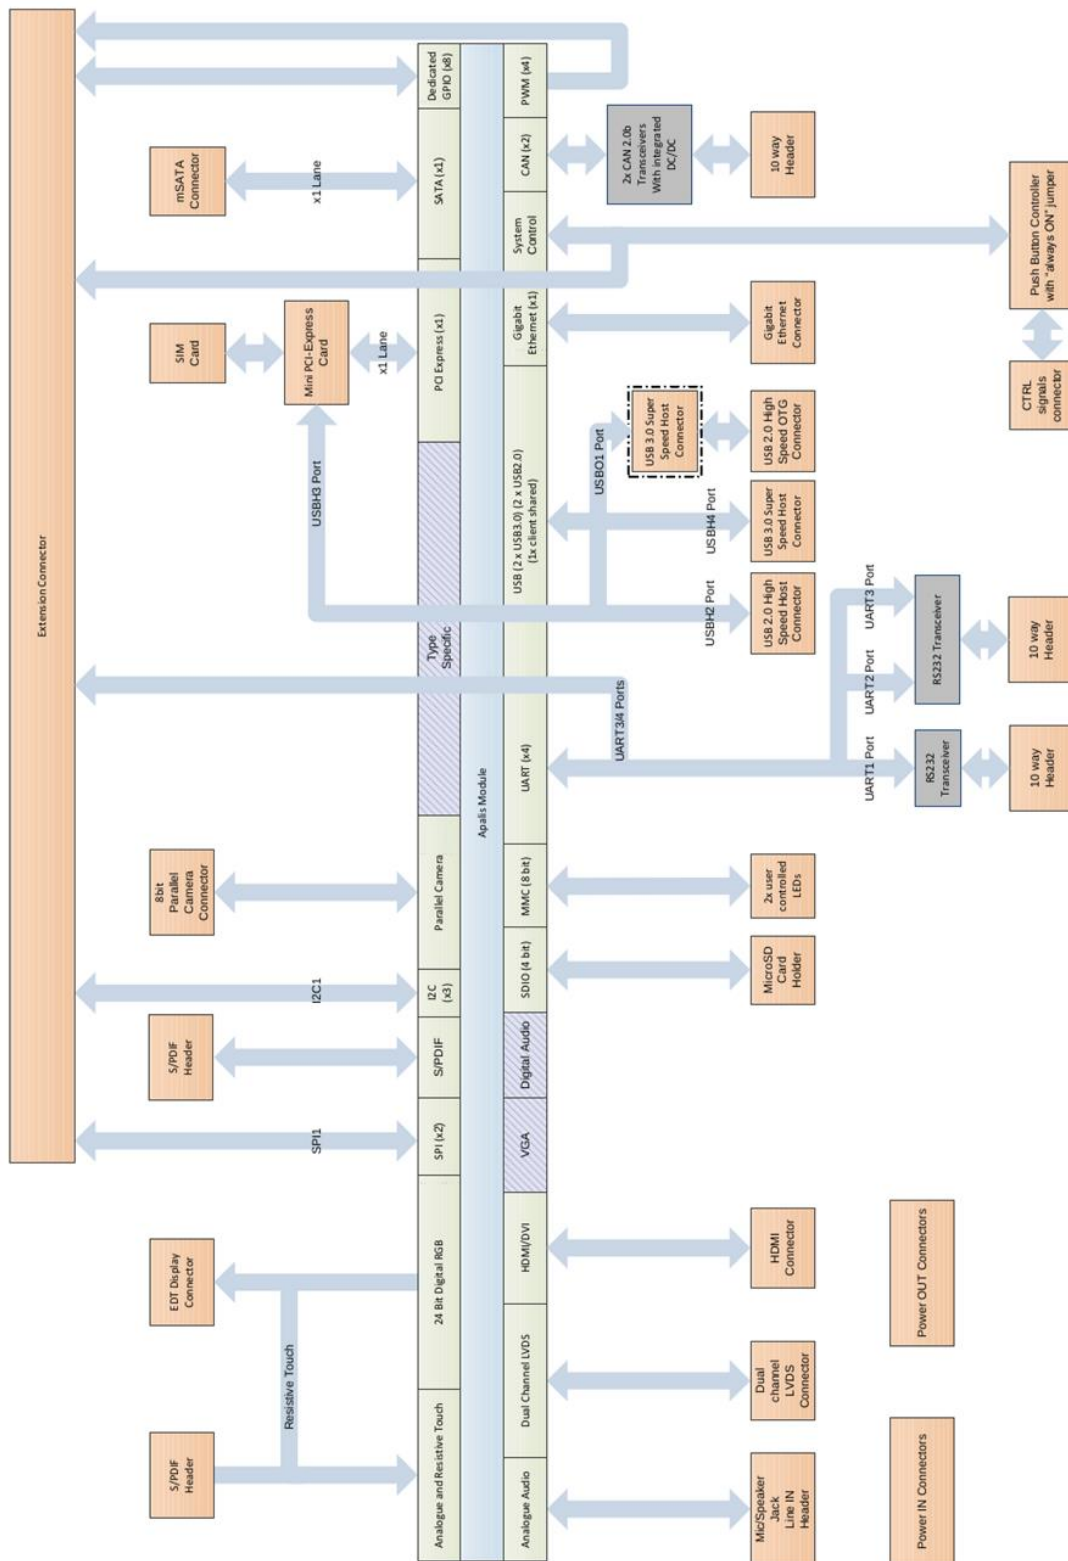 Extension Connector
S/PDIF
Header
EDT Display
Connector
S/PDIF
Header
8bit
Parallel
Camera
Connector
SIM
Card
mSATA
Connector
Mini PCI-Express
Card
Resistive Touch
SPI1
I2C1
USBH3 Port
x1 Lane
x1 Lane
Analogue and Resistive Touch
24 Bit Digital RGB
SPI (x2)
S/PDIF
I2C
(x3)
Parallel Camera
Type
Specific
PCI Express (x1)
SATA (x1)
Dedicated
GPIO (x8)
Apalis Module
Analogue Audio
Dual Channel LVDS
HDMI/DVI
VGA
Digital Audio
SDIO (4 bit)
MMC (8 bit)
UART (x4)
USB (2 x USB3.0) (2 x USB2.0)
(1x client shared)
Gigabit
Ethernet (x1)
System
Control
CAN (x2)
PWM (x4)
UART3/4 Ports
USBO1 Port
USB 3.0 Super
Speed Host
Connector
2x CAN 2.0b
Transceivers
With integrated
DC/DC
USBH2 Port
USBH4 Port
Mic/Speaker
Jack
Line IN
Header
Dual
channel
LVDS
Connector
HDMI
Connector
MicroSD
Card
Holder
2x user
controlled
LEDs
USB 2.0 High
Speed Host
Connector
USB 3.0 Super
Speed Host
Connector
USB 2.0 High
Speed OTG
Connector
Gigabit
Ethernet
Connector
10 way
Header
UART1 Port
UART2 Port
UART3 Port
Power IN Connectors
Power OUT Connectors
RS232
Transceiver
RS232 Transceiver
10 way
Header
10 way
Header
CTRL
signals
connector
Push Button Controller
with "always ON" jumper